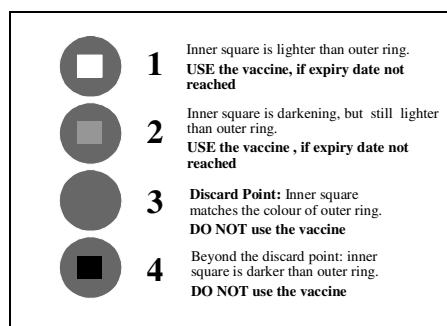 1
Inner square is lighter than outer ring.
USE the vaccine, if expiry date not
reached
2
Inner square is darkening, but still lighter
than outer ring.
USE the vaccine , if expiry date not
reached
3
Discard Point: Inner square
matches the colour of outer ring.
DO NOT use the vaccine
4
Beyond the discard point: inner
square is darker than outer ring.
DO NOT use the vaccine